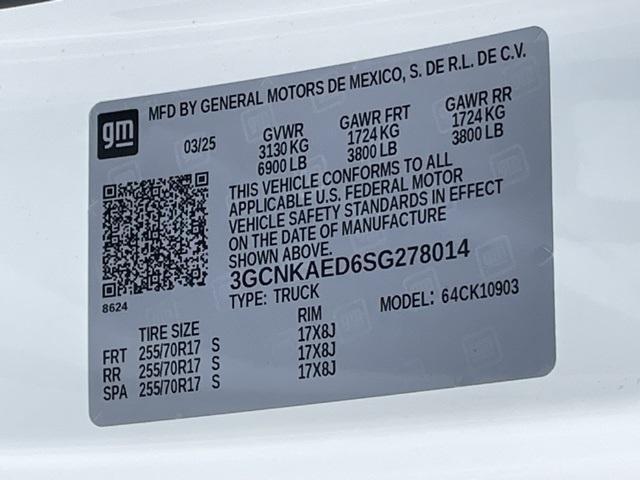 MFD BY GENERAL MOTORS DE MEXICO, S. DE R.L. DE C.V.
gm
03/25 GVWR GAWR FRT GAWR RR
3130 KG 1724 KG 1724 KG
6900 LB 3800 LB 3800 LB
THIS VEHICLE CONFORMS TO ALL
APPLICABLE U.S. FEDERAL MOTOR
VEHICLE SAFETY STANDARDS IN EFFECT
ON THE DATE OF MANUFACTURE
SHOWN ABOVE.
3GCNKAED6SG278014
8624
TYPE: TRUCK MODEL: 64CK10903
TIRE SIZE RIM
FRT 255/70R17 S 17X8J
RR 255/70R17 S 17X8J
SPA 255/70R17 S 17X8J